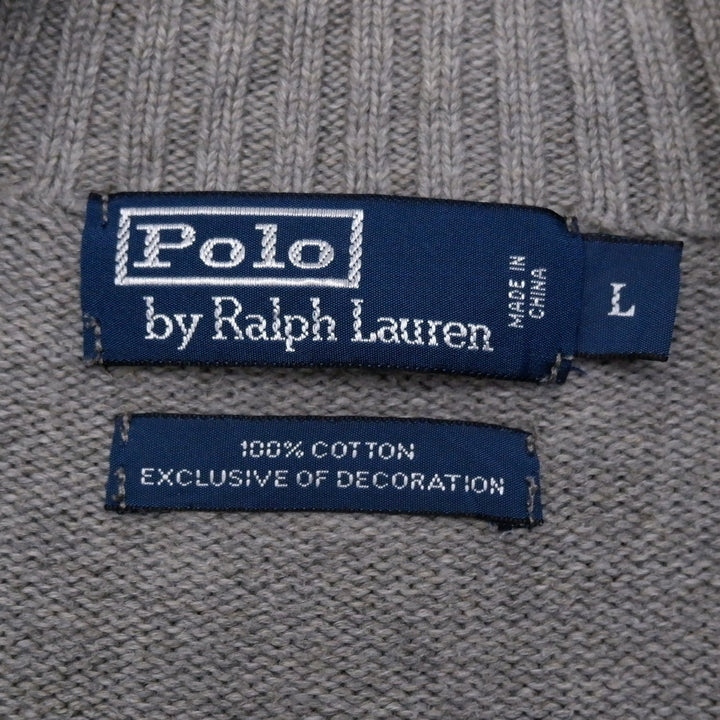 Polo
by Ralph Lauren
MADE IN
CHINA
L
100% COTTON
EXCLUSIVE OF DECORATION